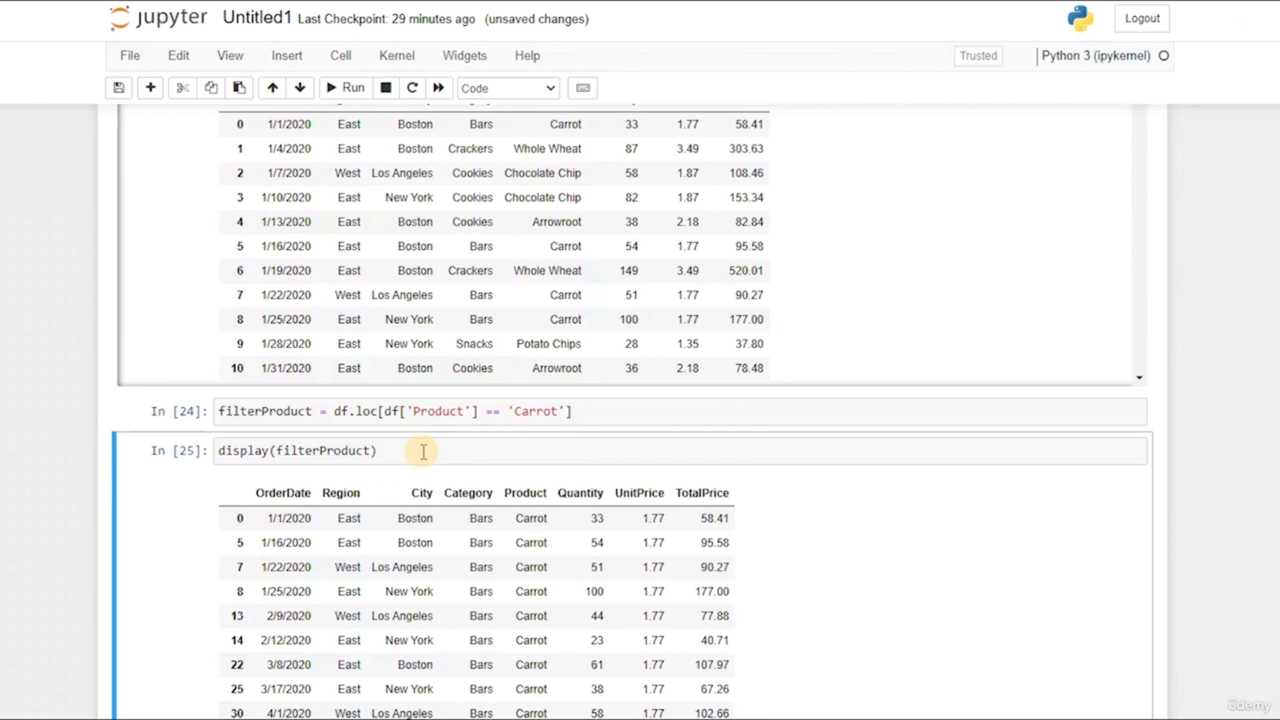 jupyter Untitled1 Last Checkpoint: 29 minutes ago (unsaved changes) Logout
File Edit View Insert Cell Kernel Widgets Help Trusted Python 3 (ipykernel)
Run Code
0 1/1/2020 East Boston Bars Carrot 33 1.77 58.41
1 1/4/2020 East Boston Crackers Whole Wheat 87 3.49 303.63
2 1/7/2020 West Los Angeles Cookies Chocolate Chip 58 1.87 108.46
3 1/10/2020 East New York Cookies Chocolate Chip 82 1.87 153.34
4 1/13/2020 East Boston Cookies Arrowroot 38 2.18 82.84
5 1/16/2020 East Boston Bars Carrot 54 1.77 95.58
6 1/19/2020 East Boston Crackers Whole Wheat 149 3.49 520.01
7 1/22/2020 West Los Angeles Bars Carrot 51 1.77 90.27
8 1/25/2020 East New York Bars Carrot 100 1.77 177.00
9 1/28/2020 East New York Snacks Potato Chips 28 1.35 37.80
10 1/31/2020 East Boston Cookies Arrowroot 36 2.18 78.48
In [24]: filterProduct = df.loc[df['Product'] == 'Carrot']
In [25]: display(filterProduct)
OrderDate Region City Category Product Quantity UnitPrice TotalPrice
0 1/1/2020 East Boston Bars Carrot 33 1.77 58.41
5 1/16/2020 East Boston Bars Carrot 54 1.77 95.58
7 1/22/2020 West Los Angeles Bars Carrot 51 1.77 90.27
8 1/25/2020 East New York Bars Carrot 100 1.77 177.00
13 2/9/2020 West Los Angeles Bars Carrot 44 1.77 77.88
14 2/12/2020 East New York Bars Carrot 23 1.77 40.71
22 3/8/2020 East Boston Bars Carrot 61 1.77 107.97
25 3/17/2020 East New York Bars Carrot 38 1.77 67.26
30 4/1/2020 West Los Angeles Bars Carrot 58 1.77 102.66
ûdemy